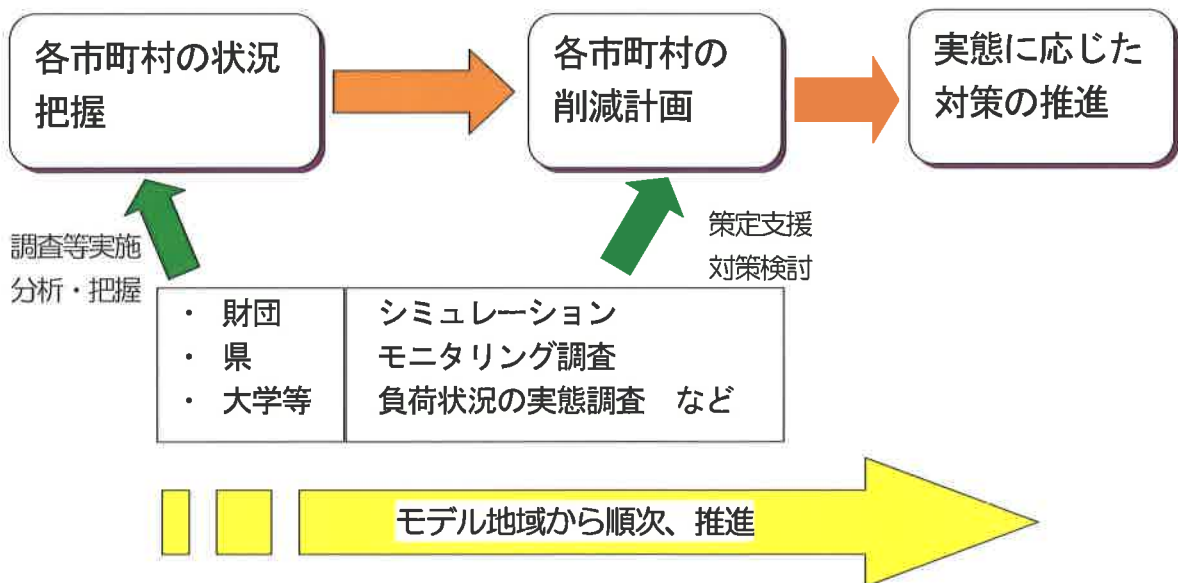 各市町村の状況
把握
各市町村の
削減計画
実態に応じた
対策の推進
調査等実施
分析・把握
策定支援
対策検討
・ 財団 シミュレーション
・ 県 モニタリング調査
・ 大学等 負荷状況の実態調査 など
モデル地域から順次、推進